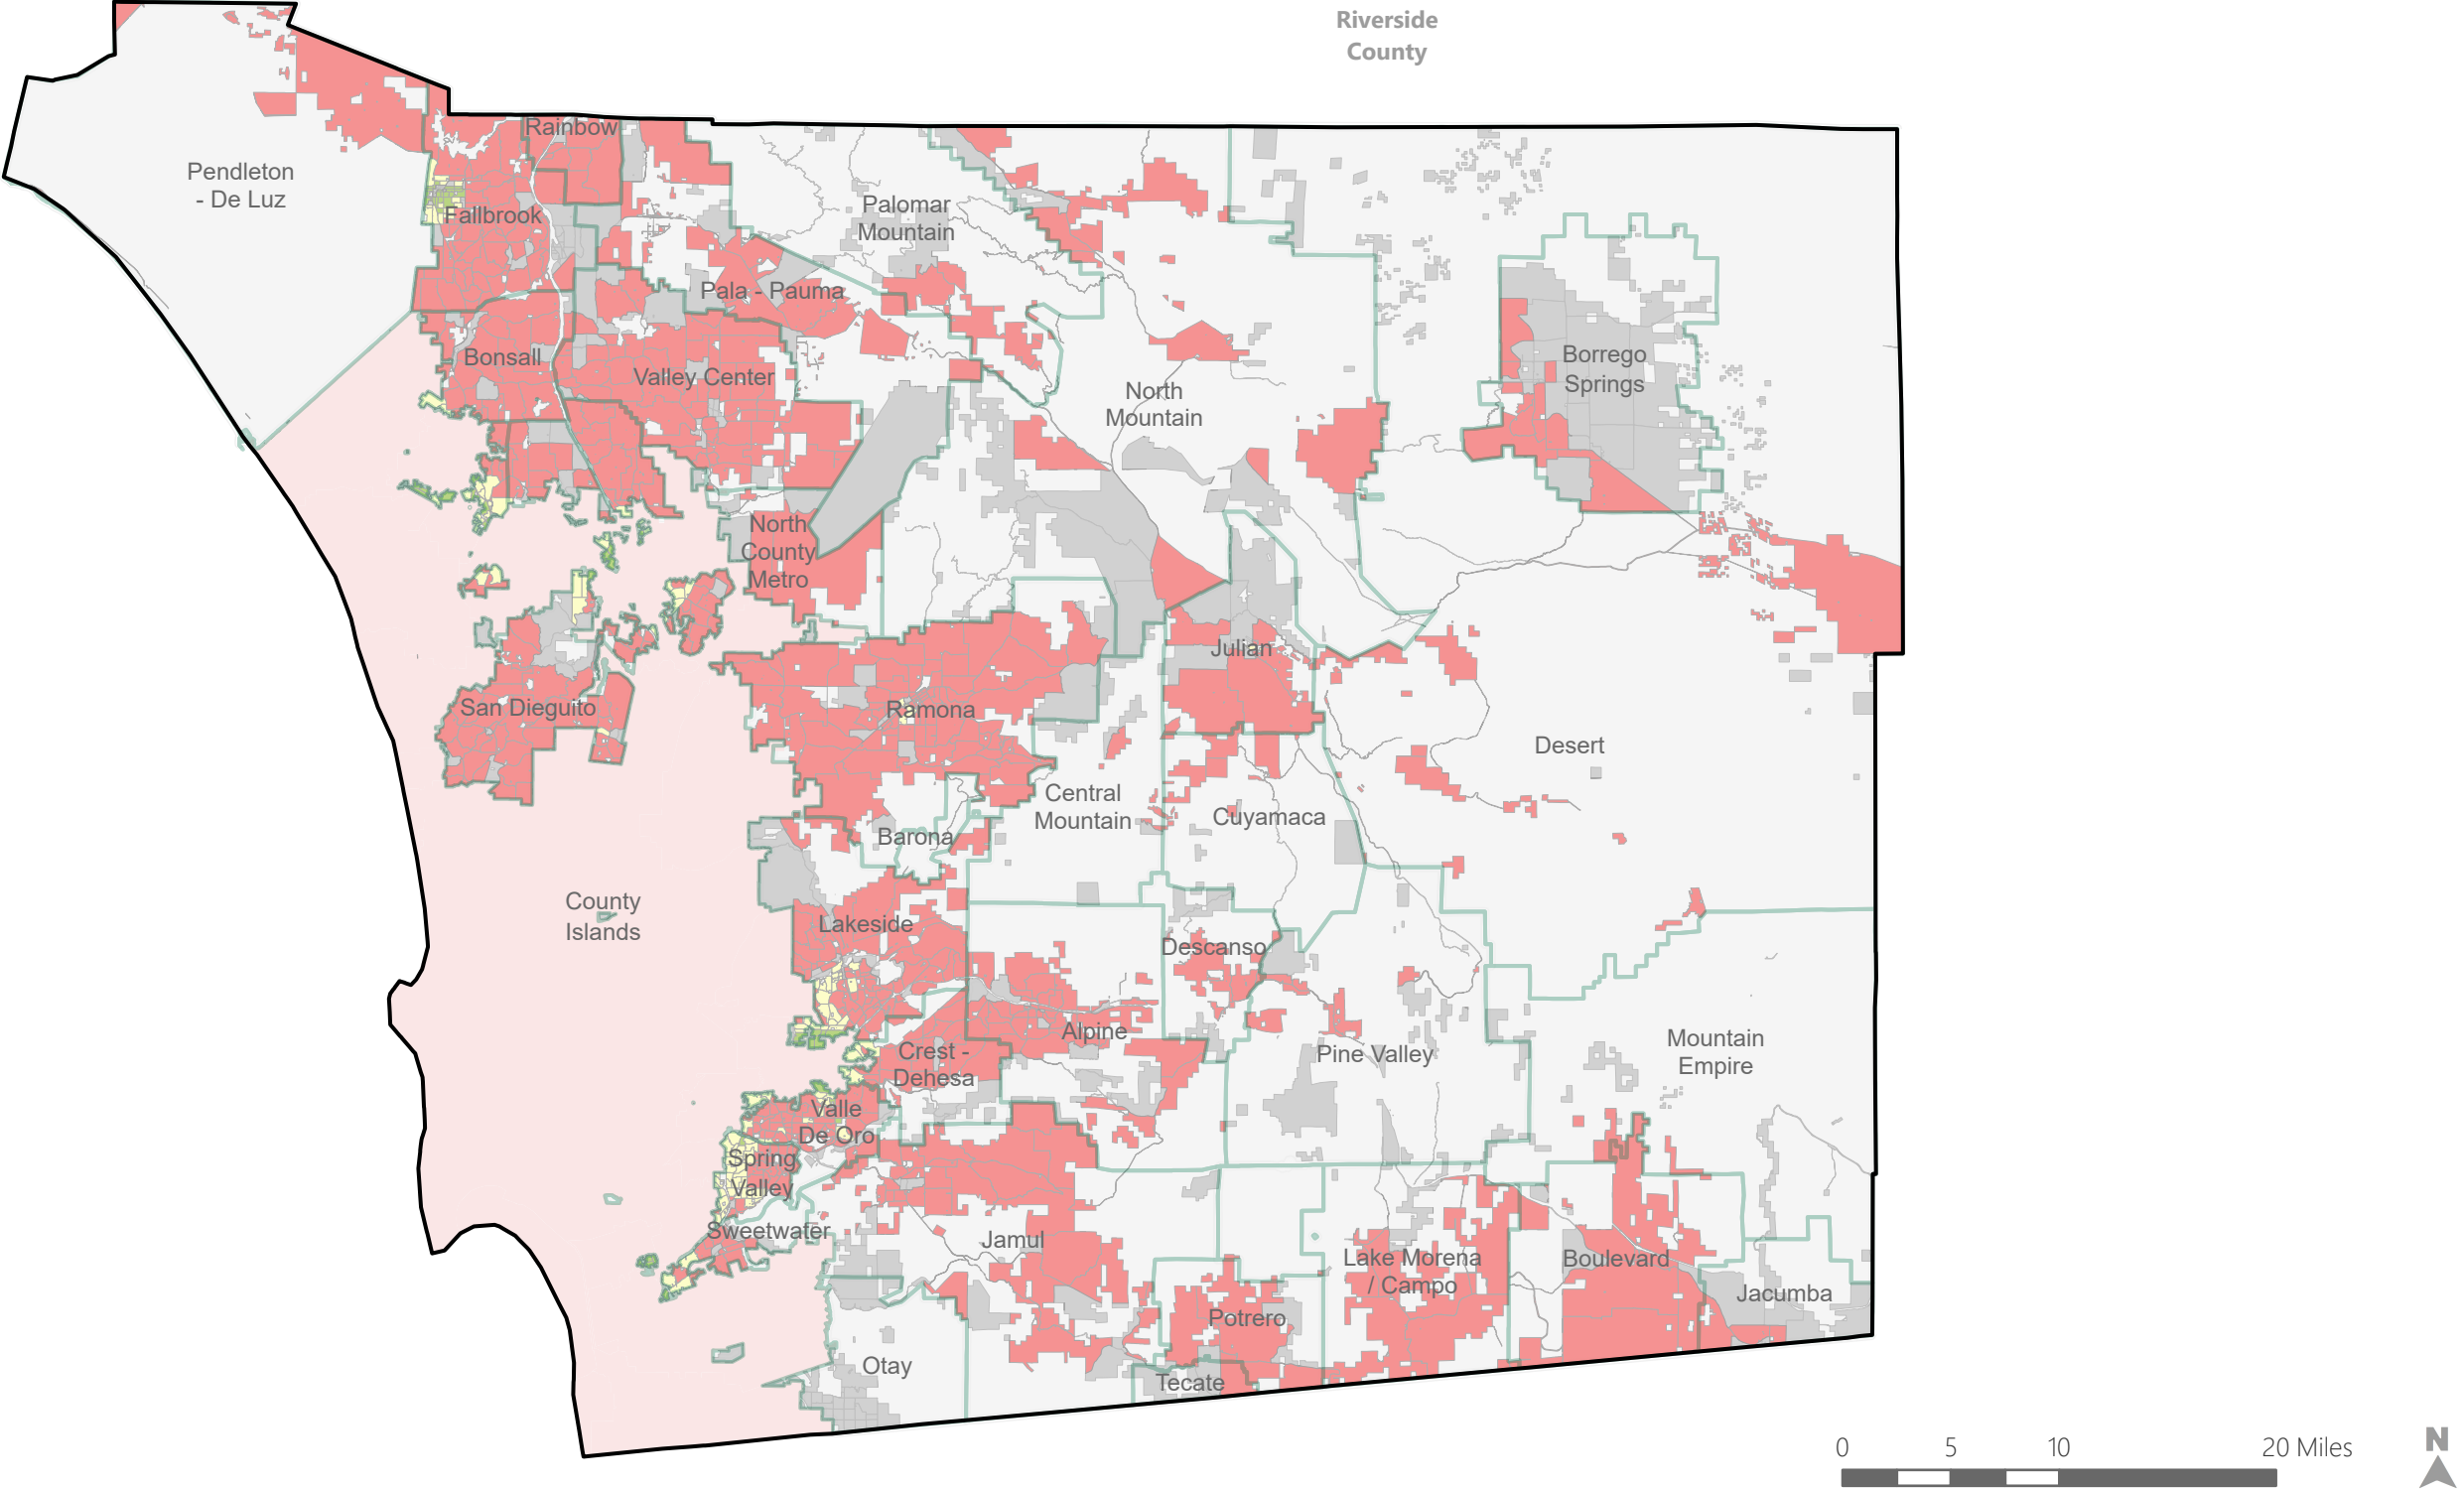 Riverside
County
Rainbow
Pendleton
- De Luz
Fallbrook
Palomar
Mountain
Pala - Pauma
Bonsall
Valley Center
North
Mountain
Borrego
Springs
North
County
Metro
Julian
San Dieguito
Ramona
Desert
Central
Mountain
Cuyamaca
Barona
County
Islands
Lakeside
Descanso
Alpine
Crest -
Dehesa
Pine Valley
Mountain
Empire
Valle
De Oro
Spring
Valley
Sweetwater
Jamul
Lake Morena
/ Campo
Boulevard
Jacumba
Potrero
Otay
Tecate
0 5 10 20 Miles
N